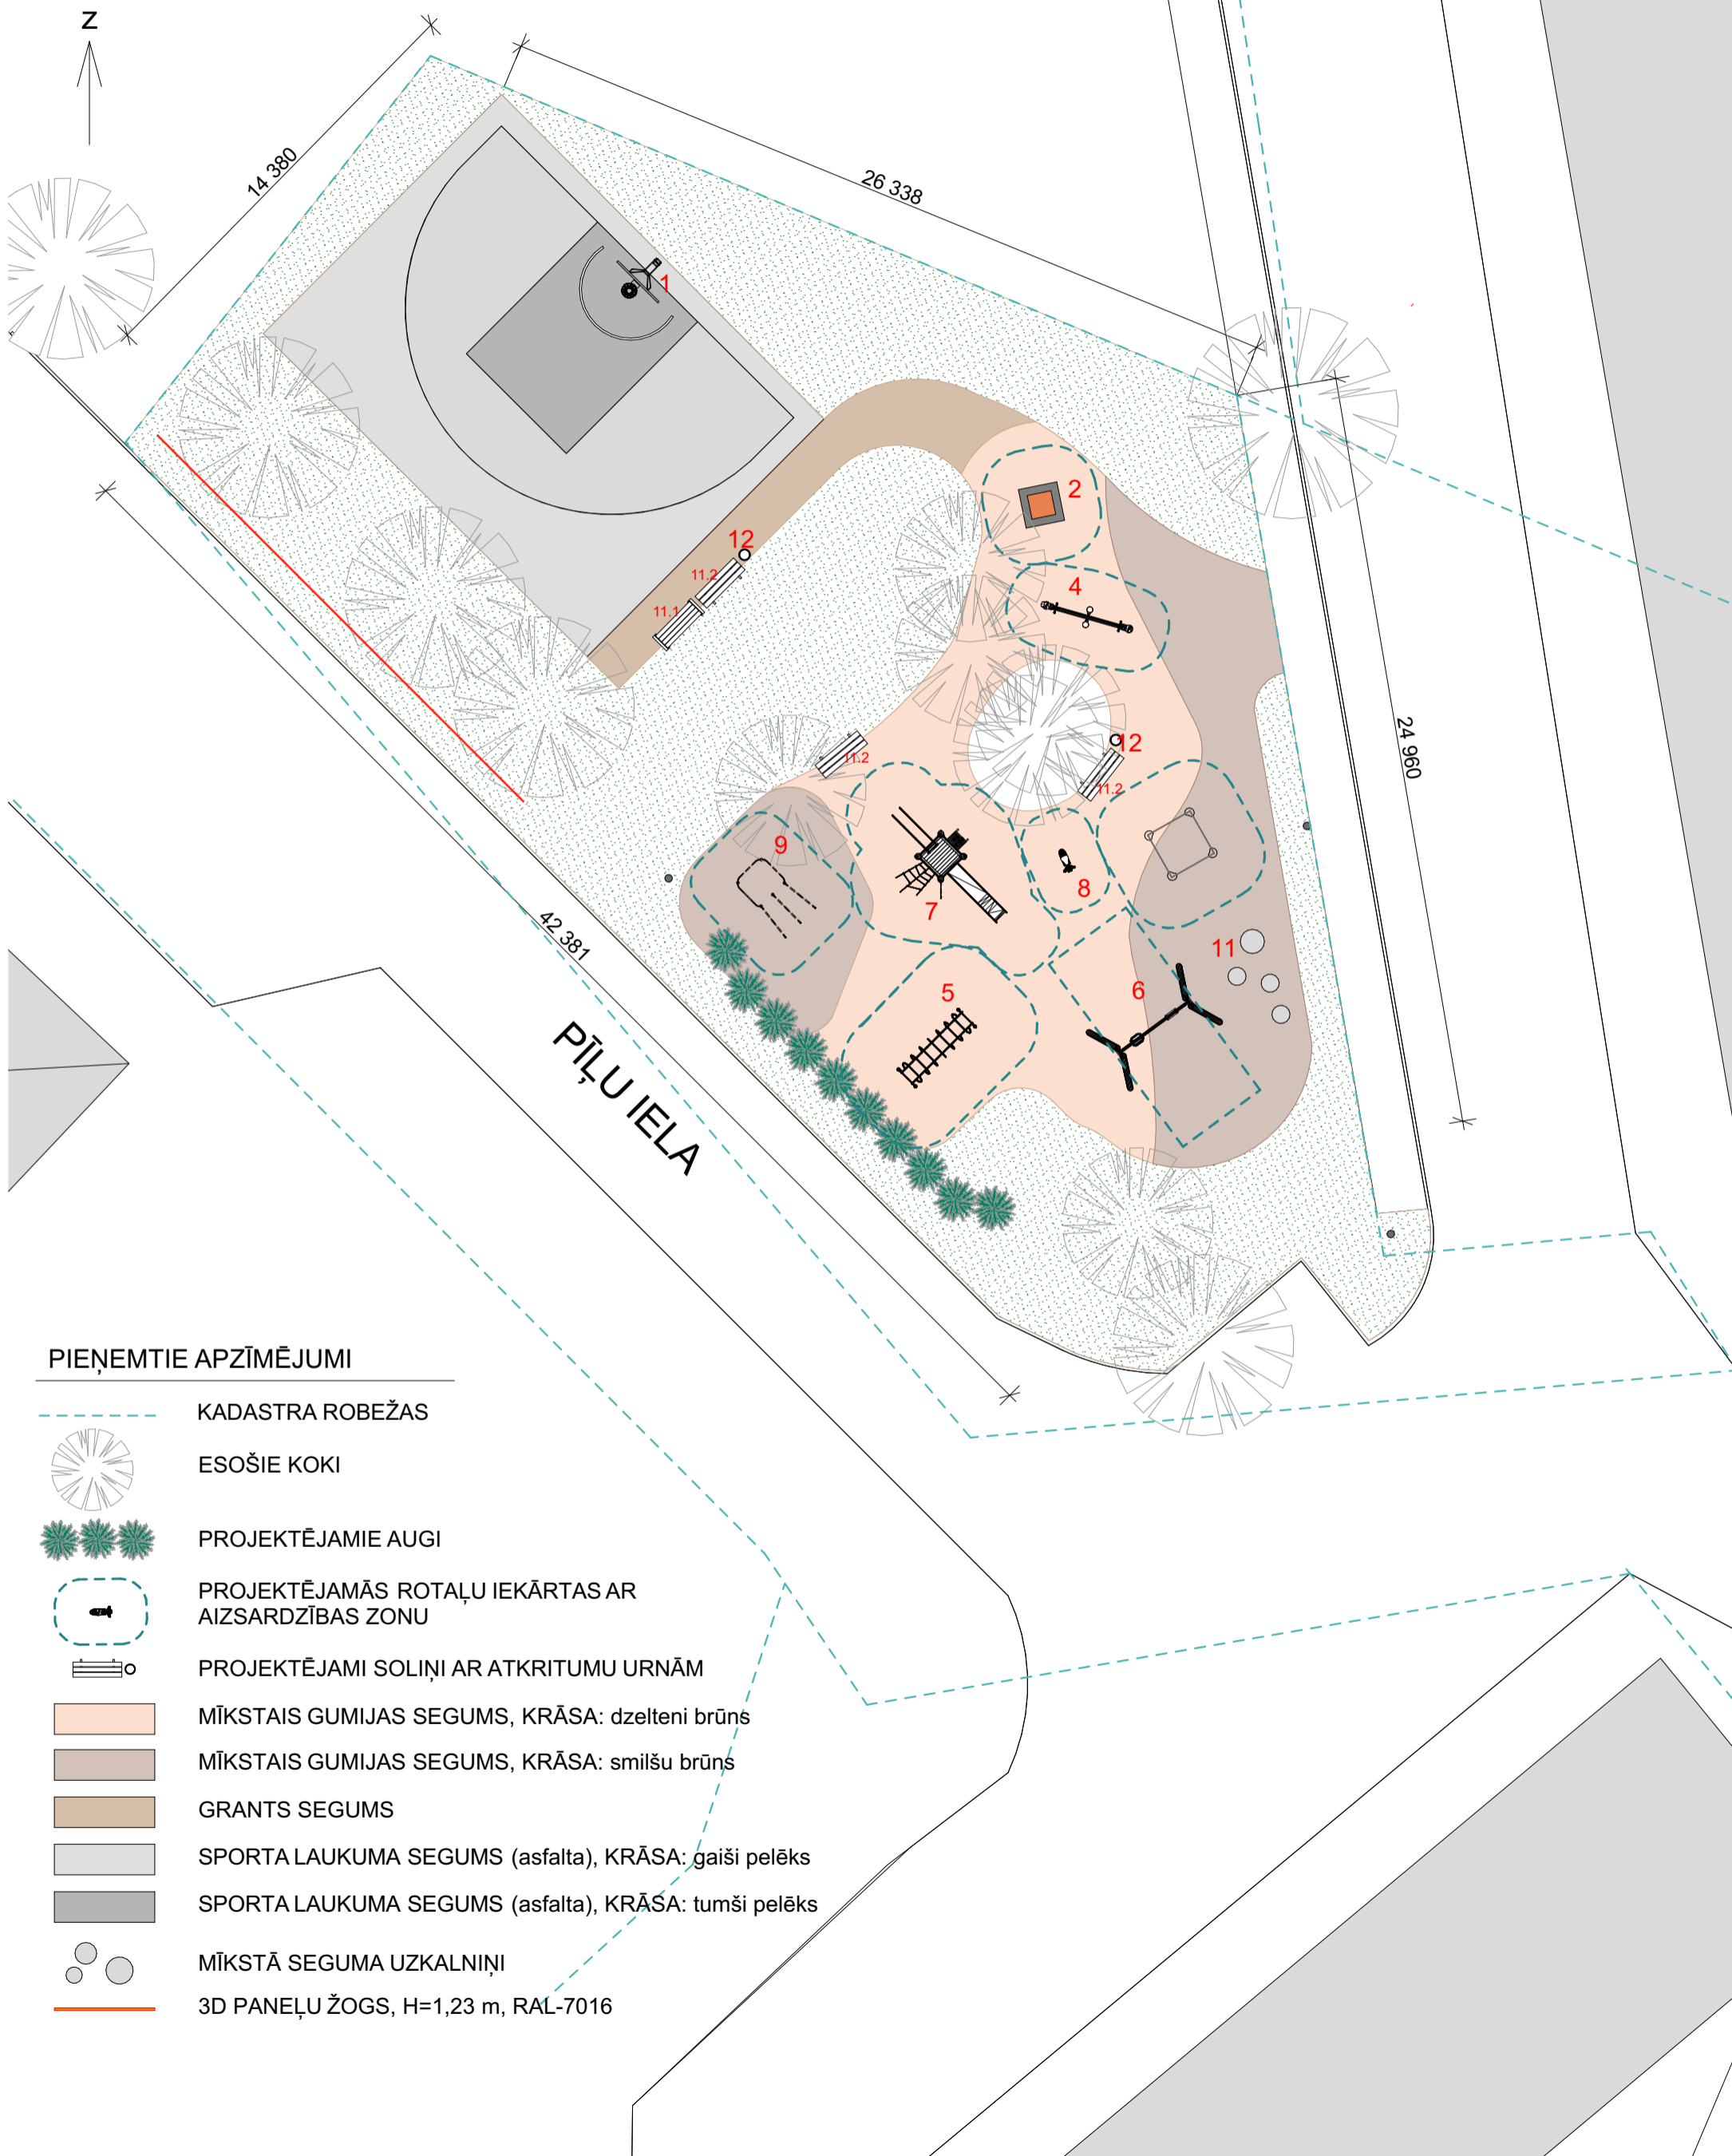 Z
14 380
26 338
1
2
12
11.2
11.1
4
24 960
12
11.2
11.2
9
8
7
11
42 381
5
6
PĪĻU IELA
PIEŅEMTIE APZĪMĒJUMI
KADASTRA ROBEŽAS
ESOŠIE KOKI
PROJEKTĒJAMIE AUGI
PROJEKTĒJAMĀS ROTAĻU IEKĀRTAS AR
AIZSARDZĪBAS ZONU
PROJEKTĒJAMI SOLIŅI AR ATKRITUMU URNĀM
MĪKSTAIS GUMIJAS SEGUMS, KRĀSA: dzelteni brūns
MĪKSTAIS GUMIJAS SEGUMS, KRĀSA: smilšu brūns
GRANTS SEGUMS
SPORTA LAUKUMA SEGUMS (asfalta), KRĀSA: gaiši pelēks
SPORTA LAUKUMA SEGUMS (asfalta), KRĀSA: tumši pelēks
MĪKSTĀ SEGUMA UZKALNIŅI
3D PANEĻU ŽOGS, H=1,23 m, RAL-7016